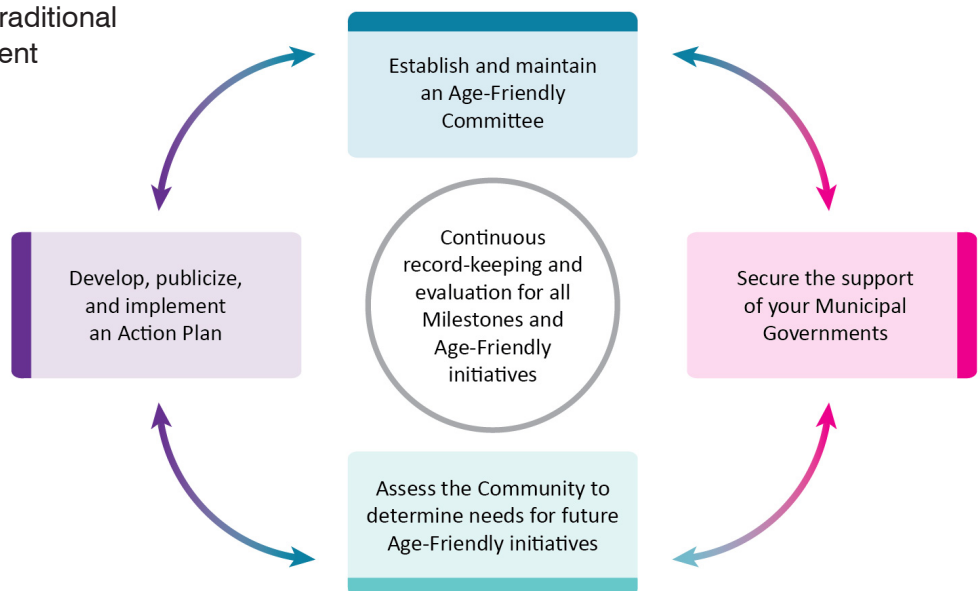 raditional
ent
Establish and maintain
an Age-Friendly
Committee
Develop, publicize,
and implement
an Action Plan
Continuous
record-keeping and
evaluation for all
Milestones and
Age-Friendly
initiatives
Secure the support
of your Municipal
Governments
Assess the Community to
determine needs for future
Age-Friendly initiatives